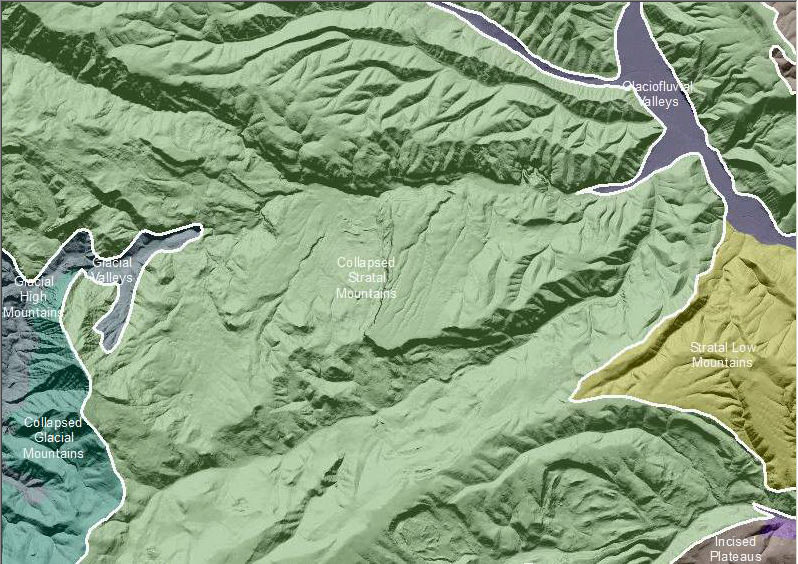 Glaciofluvial
Valleys
Glacial
Valleys
Glacial
High
Mountains
Collapsed
Stratal
Mountains
Stratal Low
Mountains
Collapsed
Glacial
Mountains
Incised
Plateaus